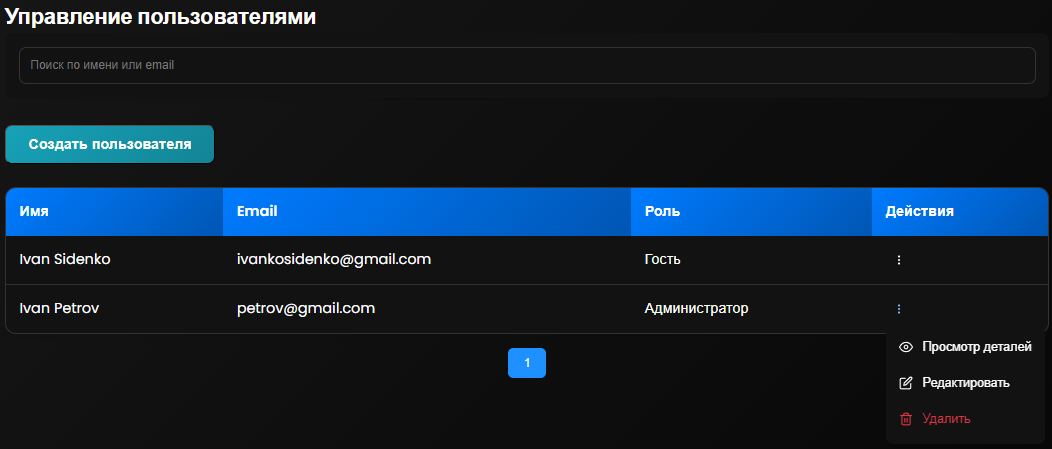 Управление пользователями
Поиск по имени или email
Создать пользователя
Имя Email Роль Действия
Ivan Sidenko ivankosidenko@gmail.com Гость
Ivan Petrov petrov@gmail.com Администратор
1
Просмотр деталей
Редактировать
Удалить